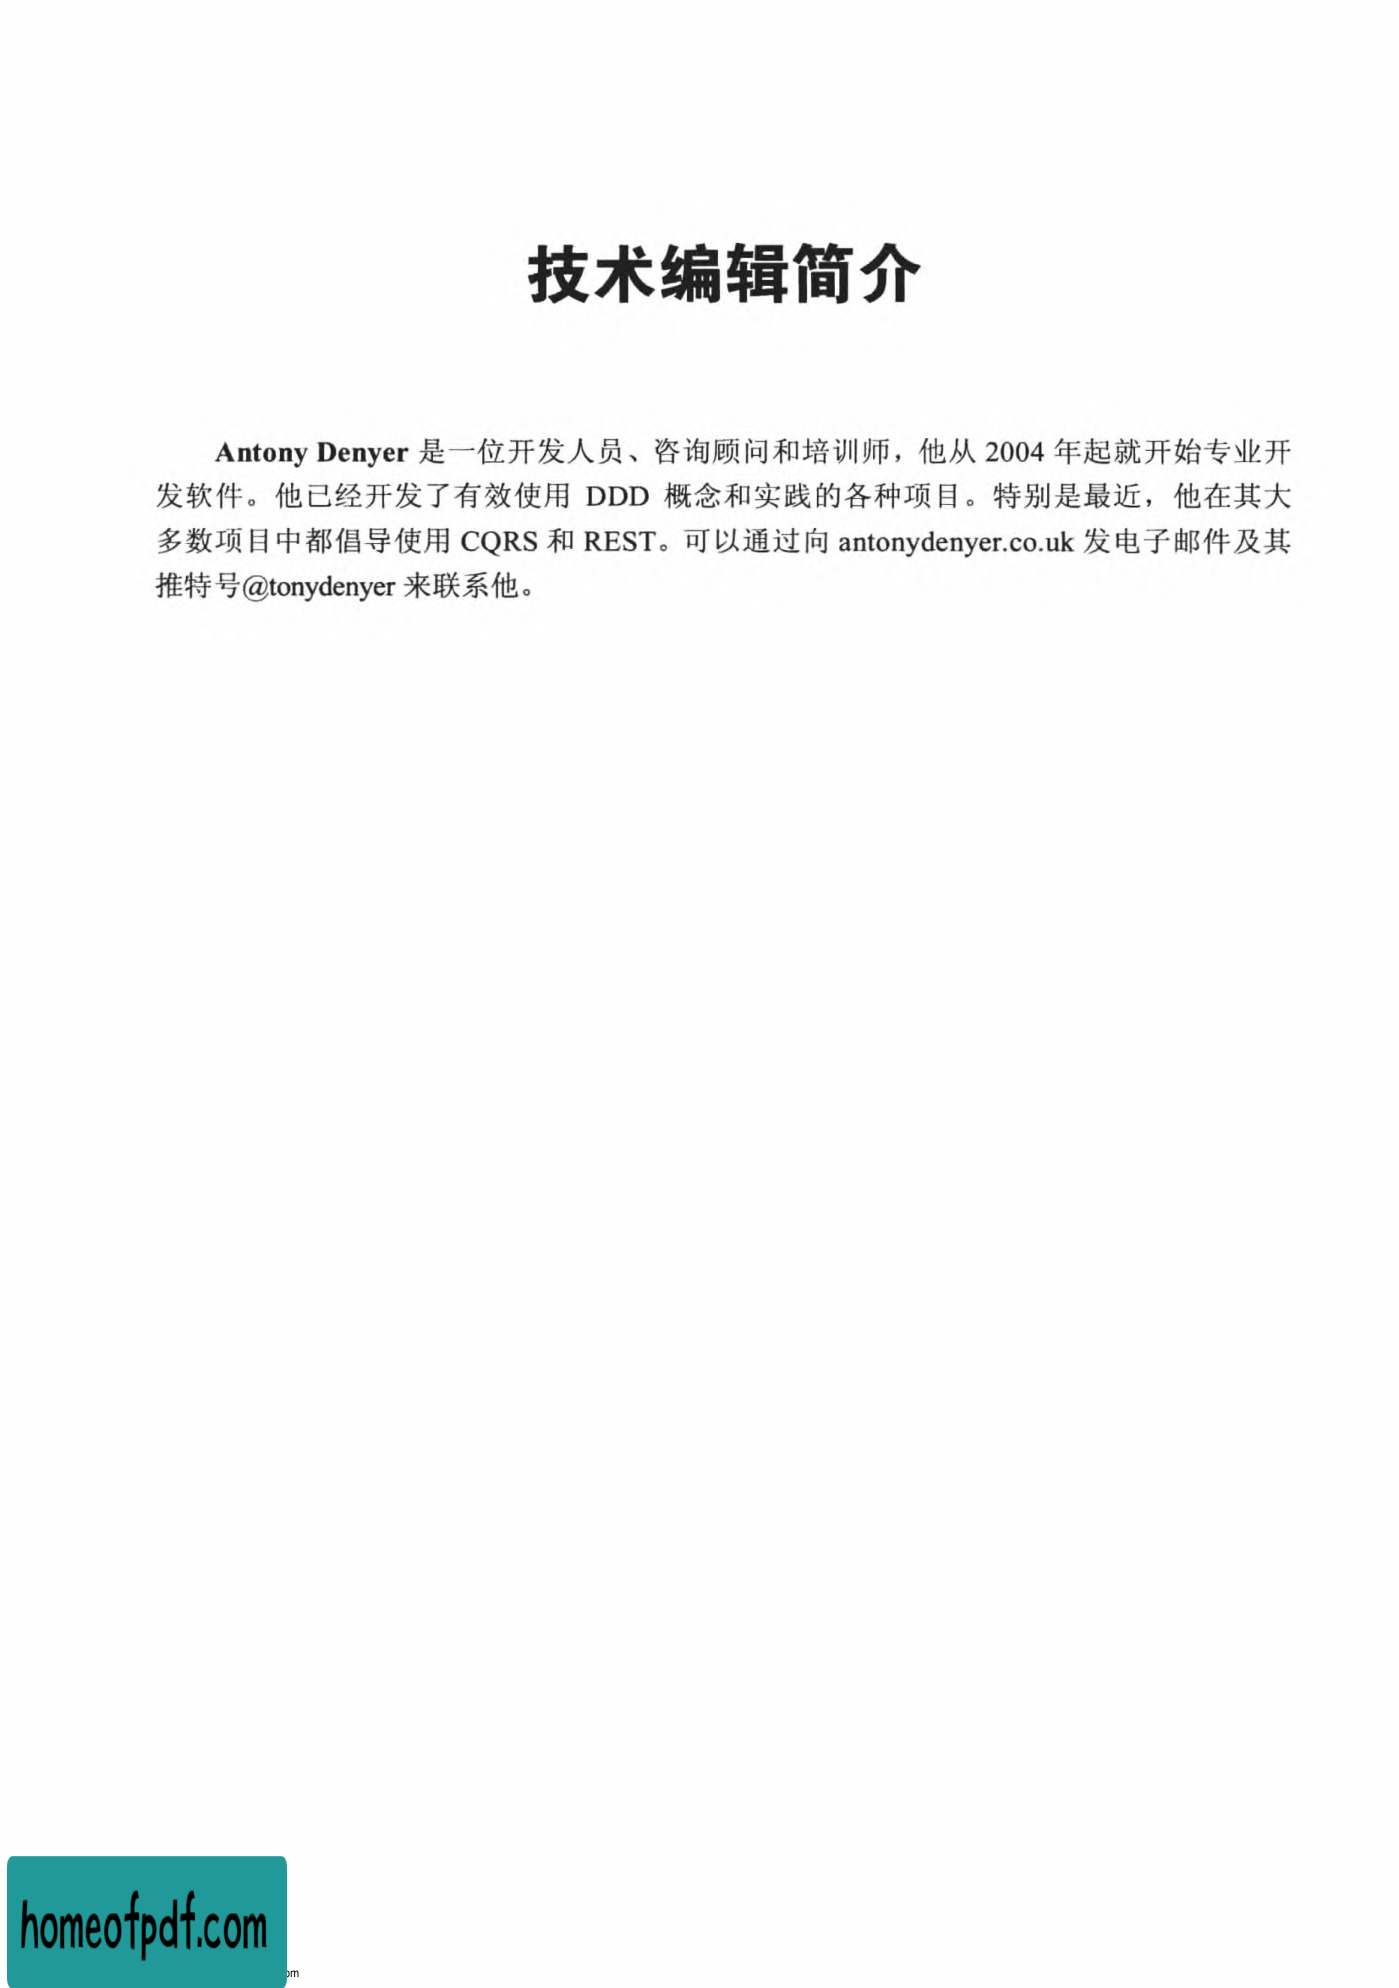 技术编辑简介
Antony Denyer 是一位开发人员、咨询顾问和培训师，他从 2004 年起就开始专业开
发软件。他已经开发了有效使用 DDD 概念和实践的各种项目。特别是最近，他在其大
多数项目中都倡导使用 CQRS 和 REST。可以通过向 antonydenyer.co.uk 发电子邮件及其
推特号@tonydenyer 来联系他。
homeofpdf.com
om